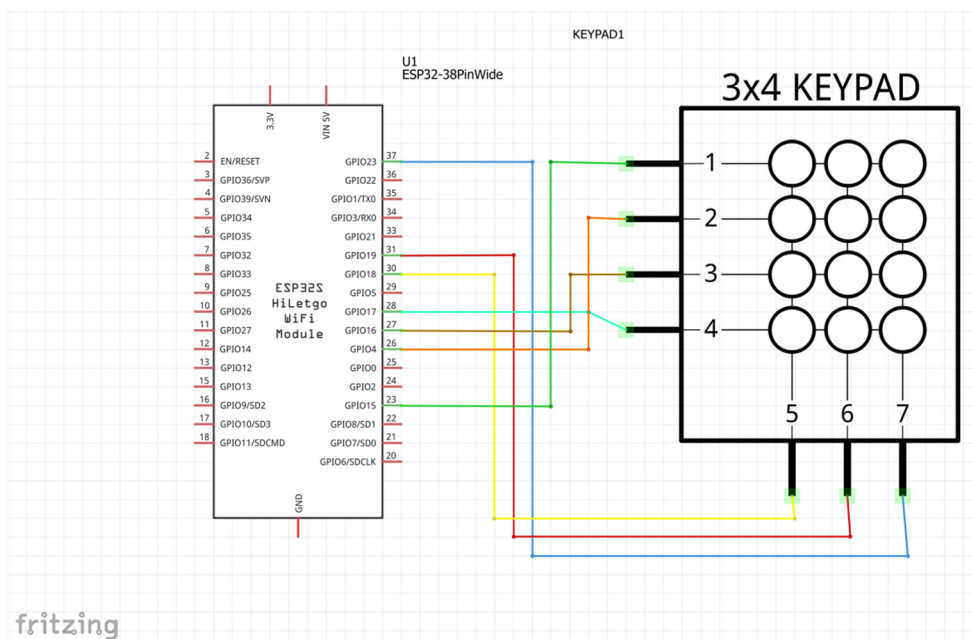 KEYPAD1
U1
ESP32-38PinWide
3x4 KEYPAD
3.3V
VIN 5V
2 EN/RESET GPIO23 37
3 GPIO36/SVP GPIO22 36
4 GPIO39/SVN GPIO1/TX0 35
5 GPIO34 GPIO3/RX0 34
6 GPIO35 GPIO21 33
7 GPIO32 GPIO19 31
8 GPIO33 GPIO18 30
9 GPIO25 GPIO5 29
10 GPIO26 GPIO17 28
11 GPIO27 GPIO16 27
12 GPIO14 GPIO4 26
13 GPIO12 GPIO0 25
15 GPIO13 GPIO2 24
16 GPIO9/SD2 GPIO15 23
17 GPIO10/SD3 GPIO8/SD1 22
18 GPIO11/SDCMD GPIO7/SD0 21
GPIO6/SDCLK 20
ESP32S
HiLetgo
WiFi
Module
GND
1
2
3
4
5 6 7
fritzing